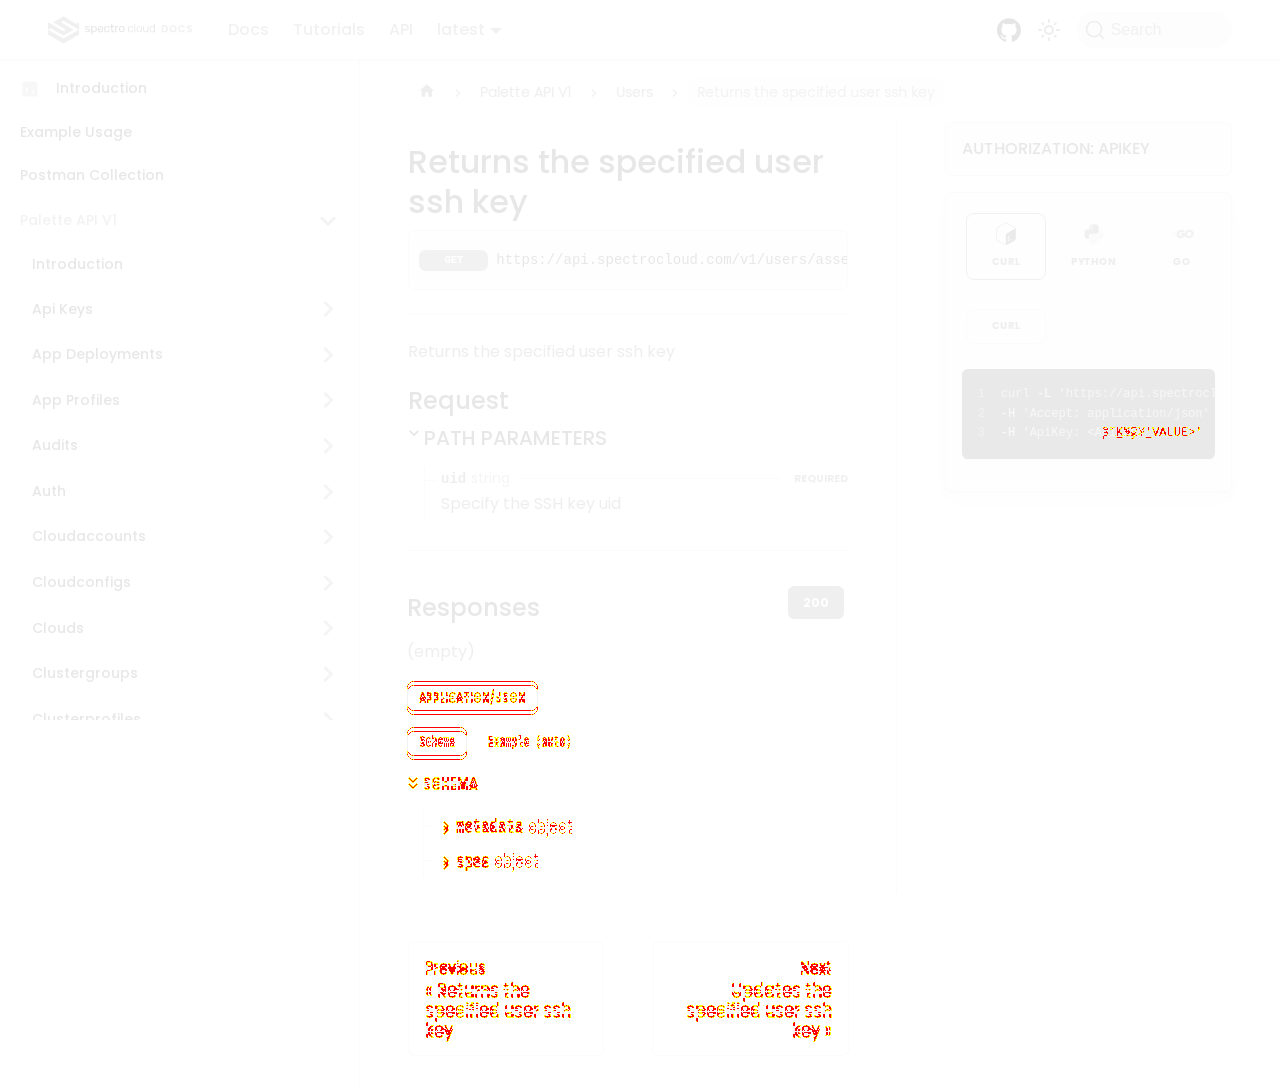 spectro cloud DOCS
Docs
Tutorials
API
latest
Search
Introduction
Example Usage
Postman Collection
Palette API V1
Introduction
Api Keys
App Deployments
App Profiles
Audits
Auth
Cloudaccounts
Cloudconfigs
Clouds
Clustergroups
Clusterprofiles
Palette API V1
Users
Returns the specified user ssh key
Returns the specified user
ssh key
GET https://api.spectrocloud.com/v1/users/asse
Returns the specified user ssh key
Request
PATH PARAMETERS
uid string REQUIRED
Specify the SSH key uid
Responses
200
(empty)
APPLICATION/JSON
Schema
Example (auto)
SCHEMA
metadata object
spec object
Previous
« Returns the
specified user ssh
key
Next
Updates the
specified user ssh
key »
AUTHORIZATION: APIKEY
CURL
PYTHON
GO
GO
CURL
1 curl -L 'https://api.spectrocl
2 -H 'Accept: application/json'
3 -H 'ApiKey: VALUE>'